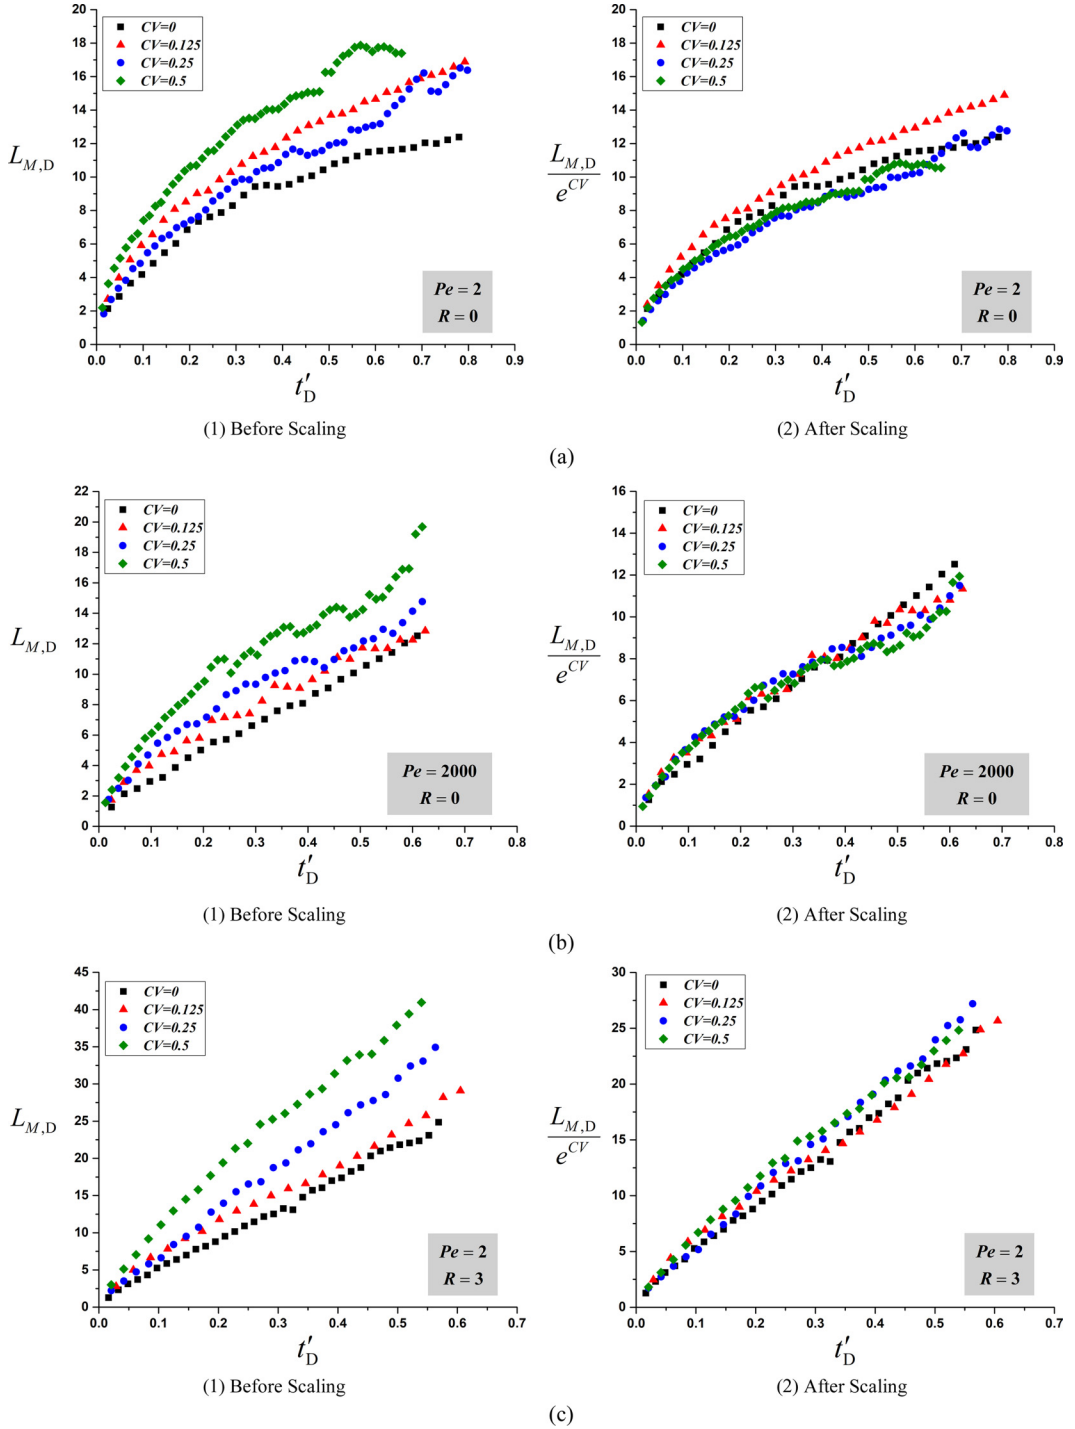 20
18
16
14
12
10
8
6
4
2
0
CV=0
CV=0.125
CV=0.25
CV=0.5
L_{M,D}
Pe = 2
R = 0
0.0 0.1 0.2 0.3 0.4 0.5 0.6 0.7 0.8 0.9
t'_D
(1) Before Scaling
20
18
16
14
12
10
8
6
4
2
0
CV=0
CV=0.125
CV=0.25
CV=0.5
L_{M,D}
e^{CV}
Pe = 2
R = 0
0.0 0.1 0.2 0.3 0.4 0.5 0.6 0.7 0.8 0.9
t'_D
(2) After Scaling
(a)
22
20
18
16
14
12
10
8
6
4
2
0
CV=0
CV=0.125
CV=0.25
CV=0.5
L_{M,D}
Pe = 2000
R = 0
0.0 0.1 0.2 0.3 0.4 0.5 0.6 0.7 0.8
t'_D
(1) Before Scaling
16
14
12
10
8
6
4
2
0
CV=0
CV=0.125
CV=0.25
CV=0.5
L_{M,D}
e^{CV}
Pe = 2000
R = 0
0.0 0.1 0.2 0.3 0.4 0.5 0.6 0.7 0.8
t'_D
(2) After Scaling
(b)
45
40
35
30
25
20
15
10
5
0
CV=0
CV=0.125
CV=0.25
CV=0.5
L_{M,D}
Pe = 2
R = 3
0.0 0.1 0.2 0.3 0.4 0.5 0.6 0.7
t'_D
(1) Before Scaling
30
25
20
15
10
5
0
CV=0
CV=0.125
CV=0.25
CV=0.5
L_{M,D}
e^{CV}
Pe = 2
R = 3
0.0 0.1 0.2 0.3 0.4 0.5 0.6 0.7
t'_D
(2) After Scaling
(c)